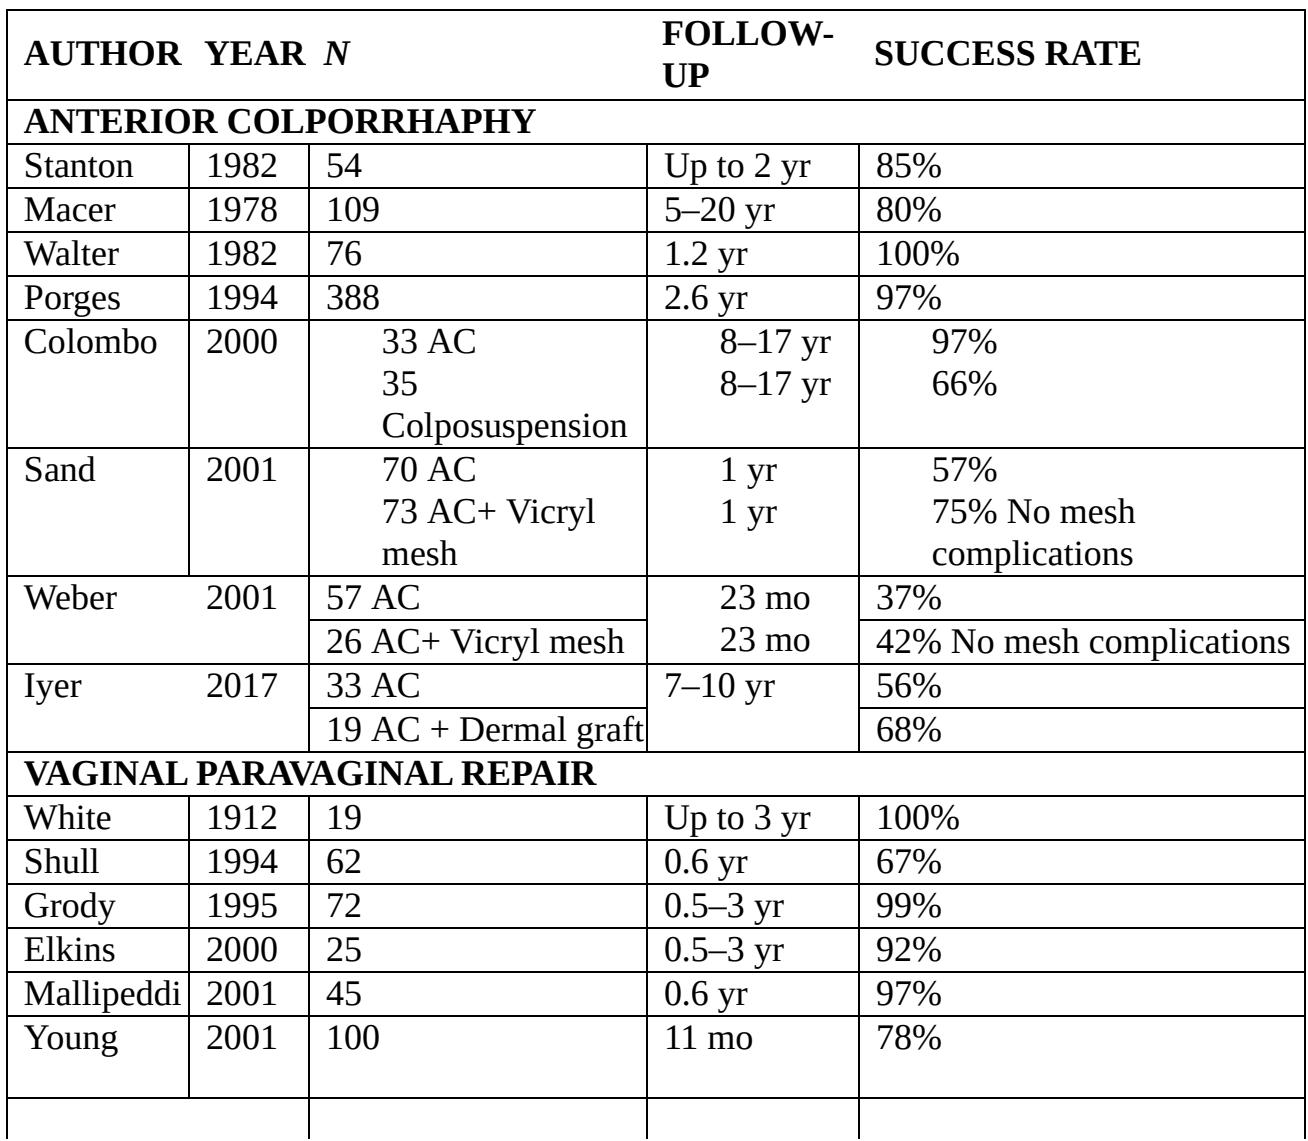 AUTHOR YEAR N FOLLOW-UP SUCCESS RATE
ANTERIOR COLPORRHAPHY
Stanton 1982 54 Up to 2 yr 85%
Macer 1978 109 5–20 yr 80%
Walter 1982 76 1.2 yr 100%
Porges 1994 388 2.6 yr 97%
Colombo 2000 33 AC 8–17 yr 97%
35 8–17 yr 66%
Colposuspension
Sand 2001 70 AC 1 yr 57%
73 AC+ Vicryl 1 yr 75% No mesh
mesh complications
Weber 2001 57 AC 23 mo 37%
26 AC+ Vicryl mesh 23 mo 42% No mesh complications
Iyer 2017 33 AC 7–10 yr 56%
19 AC + Dermal graft 68%
VAGINAL PARAVAGINAL REPAIR
White 1912 19 Up to 3 yr 100%
Shull 1994 62 0.6 yr 67%
Grody 1995 72 0.5–3 yr 99%
Elkins 2000 25 0.5–3 yr 92%
Mallipeddi 2001 45 0.6 yr 97%
Young 2001 100 11 mo 78%